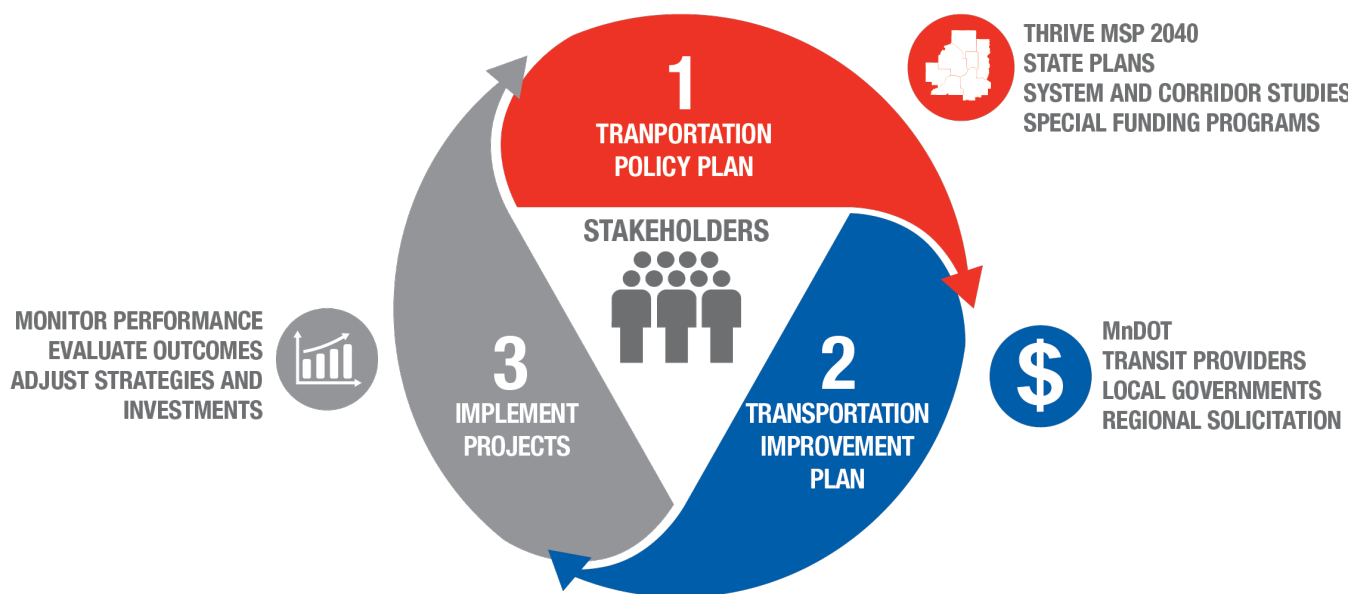 1
TRANPORTATION
POLICY PLAN
THRIVE MSP 2040
STATE PLANS
SYSTEM AND CORRIDOR STUDIES
SPECIAL FUNDING PROGRAMS
STAKEHOLDERS
2
TRANSPORTATION
IMPROVEMENT
PLAN
$
MnDOT
TRANSIT PROVIDERS
LOCAL GOVERNMENTS
REGIONAL SOLICITATION
3
IMPLEMENT
PROJECTS
MONITOR PERFORMANCE
EVALUATE OUTCOMES
ADJUST STRATEGIES AND
INVESTMENTS